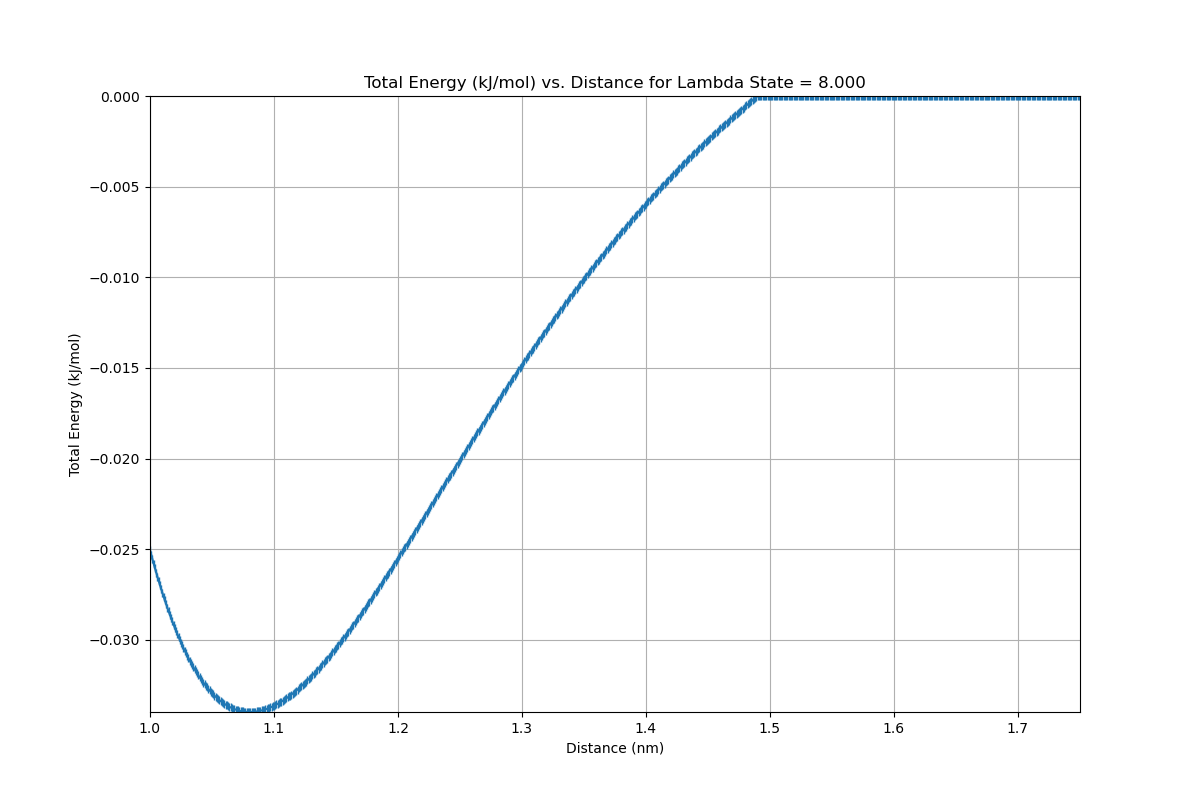 Total Energy (kJ/mol) vs. Distance for Lambda State = 8.000
0.000
−0.005
−0.010
−0.015
−0.020
−0.025
−0.030
Total Energy (kJ/mol)
1.0 1.1 1.2 1.3 1.4 1.5 1.6 1.7
Distance (nm)